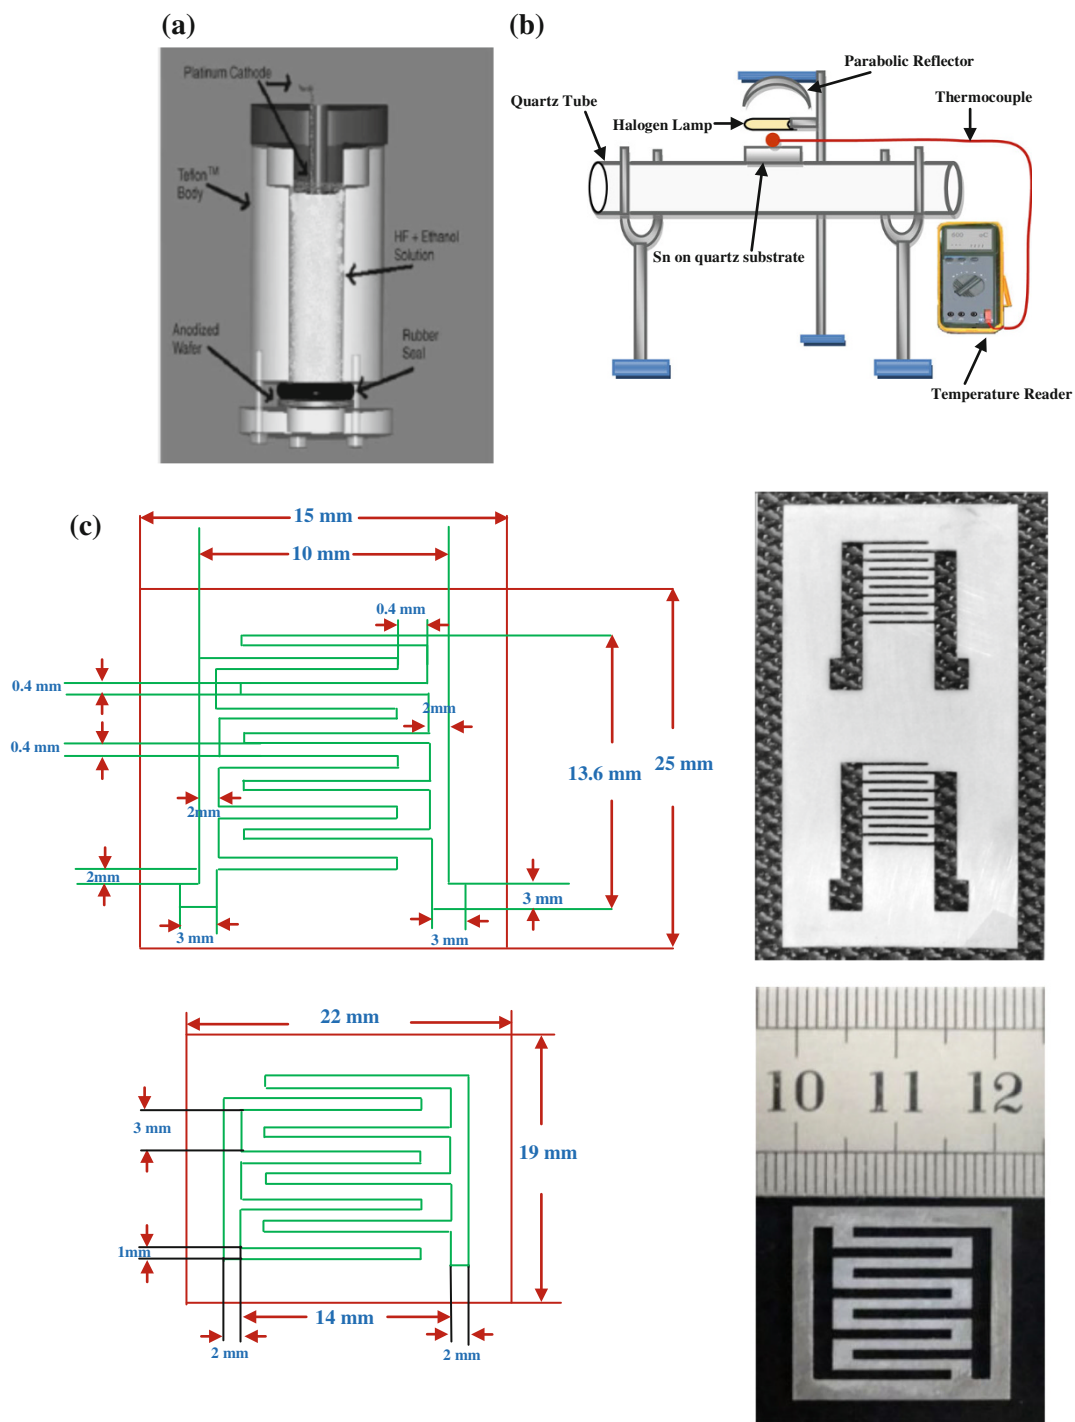 (a)
Platinum Cathode
Teflon™
Body
HF + Ethanol
Solution
Anodized
Wafer
Rubber
Seal
(b)
Parabolic Reflector
Quartz Tube
Thermocouple
Halogen Lamp
Sn on quartz substrate
Temperature Reader
(c)
15 mm
10 mm
0.4 mm
0.4 mm
2mm
0.4 mm
13.6 mm
25 mm
2mm
2mm
3 mm
3 mm
3 mm
22 mm
3 mm
19 mm
1mm
14 mm
2 mm
2 mm
10 11 12